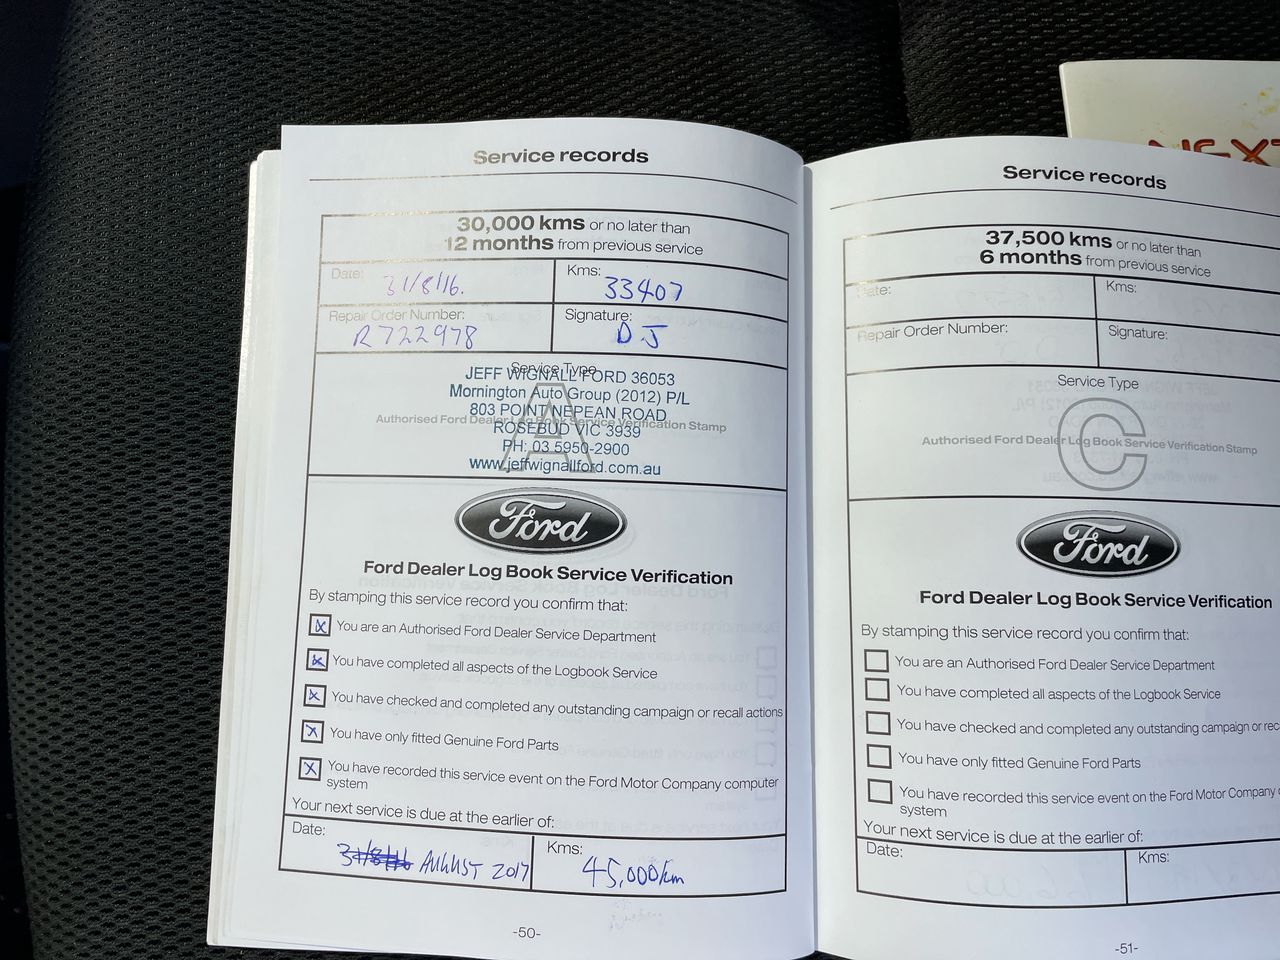 NEXT
Service records
30,000 kms or no later than
12 months from previous service
Date: 31/8/16.
Kms: 33407
Repair Order Number: R722978
Signature: DJ
Service Type
A
Authorised Ford Dealer Log Book Service Verification Stamp
JEFF WIGNALL FORD 36053
Mornington Auto Group (2012) P/L
803 POINT NEPEAN ROAD
ROSEBUD VIC 3939
PH: 03 5950-2900
www.jeffwignallford.com.au
Ford
Ford Dealer Log Book Service Verification
By stamping this service record you confirm that:
You are an Authorised Ford Dealer Service Department
You have completed all aspects of the Logbook Service
You have checked and completed any outstanding campaign or recall actions
You have only fitted Genuine Ford Parts
You have recorded this service event on the Ford Motor Company computer
system
Your next service is due at the earlier of:
Date: 31/8/16 AUGUST 2017
Kms: 45,000km
-50-
Service records
37,500 kms or no later than
6 months from previous service
Date:
Kms:
Repair Order Number:
Signature:
Service Type
C
Authorised Ford Dealer Log Book Service Verification Stamp
Ford
Ford Dealer Log Book Service Verification
By stamping this service record you confirm that:
You are an Authorised Ford Dealer Service Department
You have completed all aspects of the Logbook Service
You have checked and completed any outstanding campaign or rec
You have only fitted Genuine Ford Parts
You have recorded this service event on the Ford Motor Company
system
Your next service is due at the earlier of:
Date:
Kms:
-51-